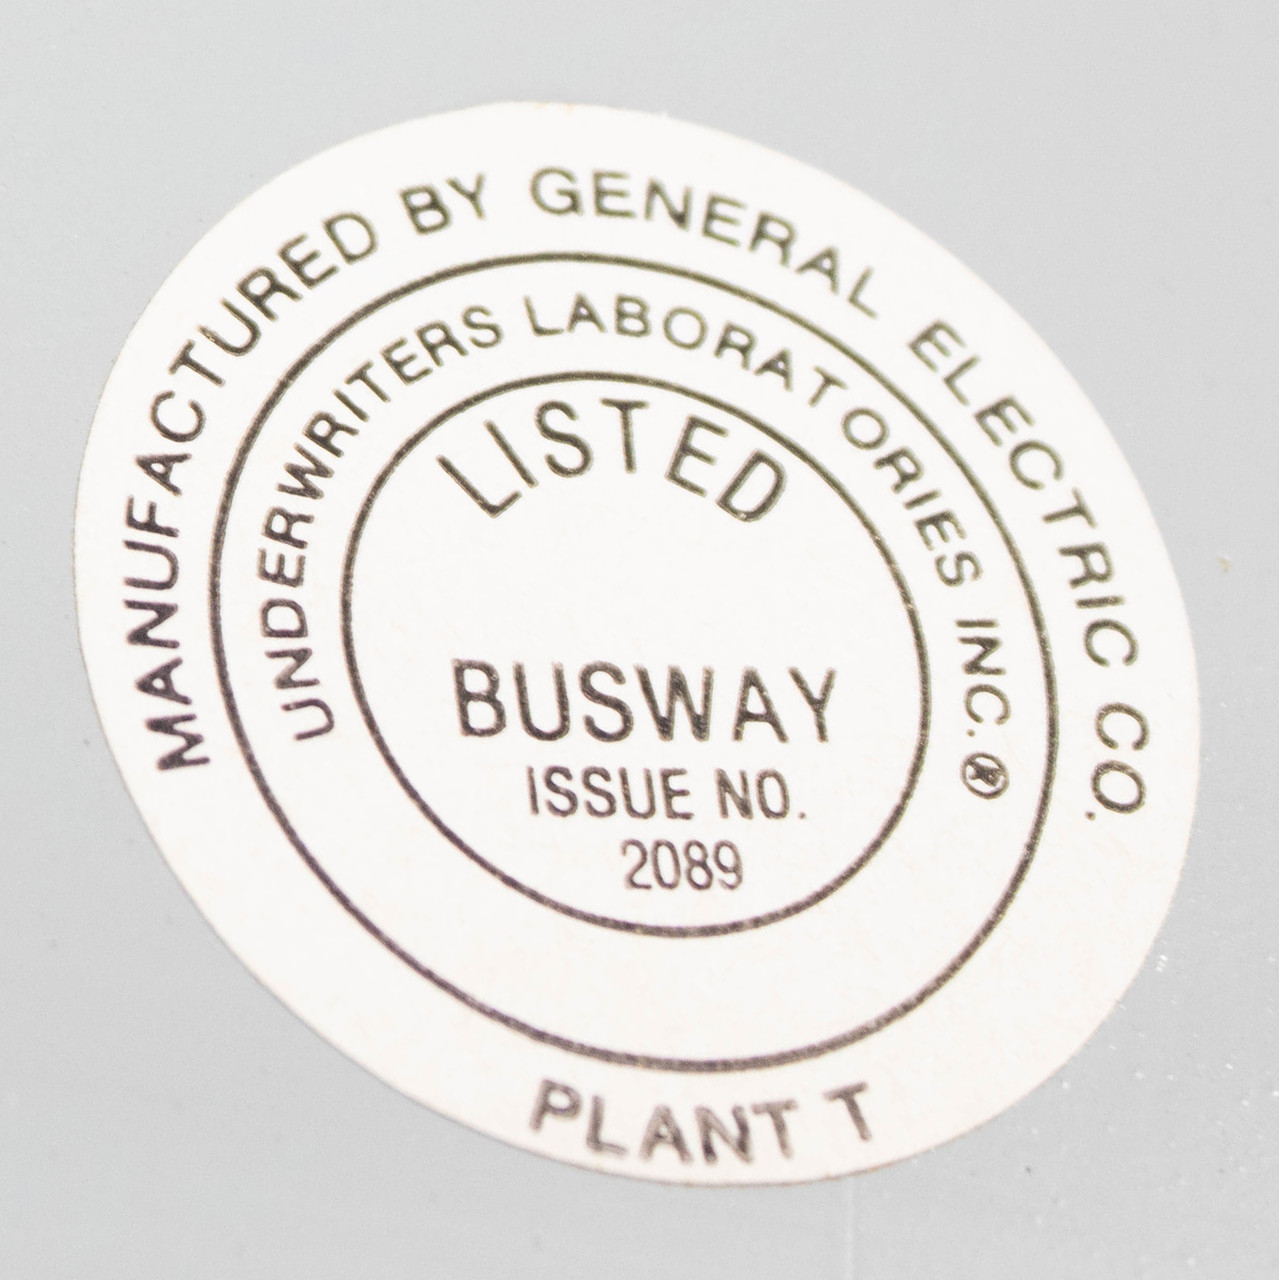 MANUFACTURED BY GENERAL ELECTRIC CO.
UNDERWRITERS LABORATORIES INC.®
LISTED
BUSWAY
ISSUE NO.
2089
PLANT T